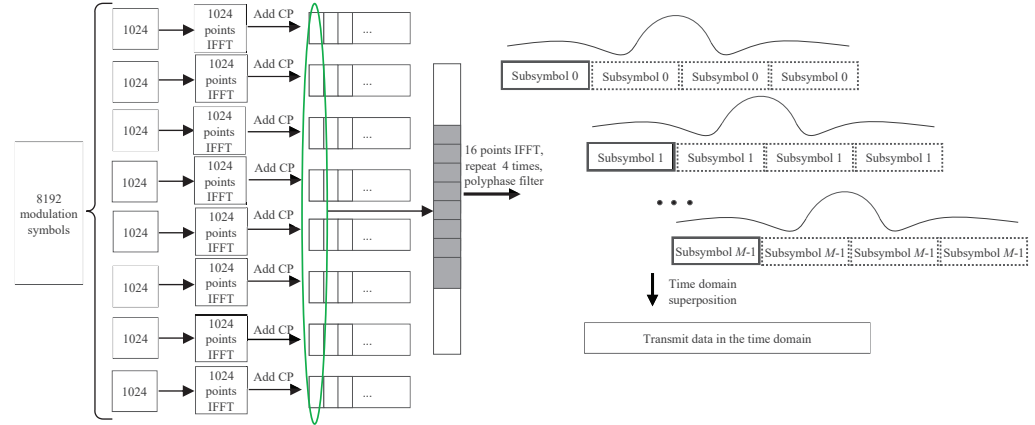 8192
modulation
symbols
1024
1024
points
IFFT
Add CP
...
1024
1024
points
IFFT
Add CP
...
1024
1024
points
IFFT
Add CP
...
1024
1024
points
IFFT
Add CP
...
1024
1024
points
IFFT
Add CP
...
1024
1024
points
IFFT
Add CP
...
1024
1024
points
IFFT
Add CP
...
1024
1024
points
IFFT
Add CP
...
16 points IFFT,
repeat 4 times,
polyphase filter
Subsymbol 0 Subsymbol 0 Subsymbol 0 Subsymbol 0
Subsymbol 1 Subsymbol 1 Subsymbol 1 Subsymbol 1
• • •
Subsymbol M-1 Subsymbol M-1 Subsymbol M-1 Subsymbol M-1
Time domain
superposition
Transmit data in the time domain